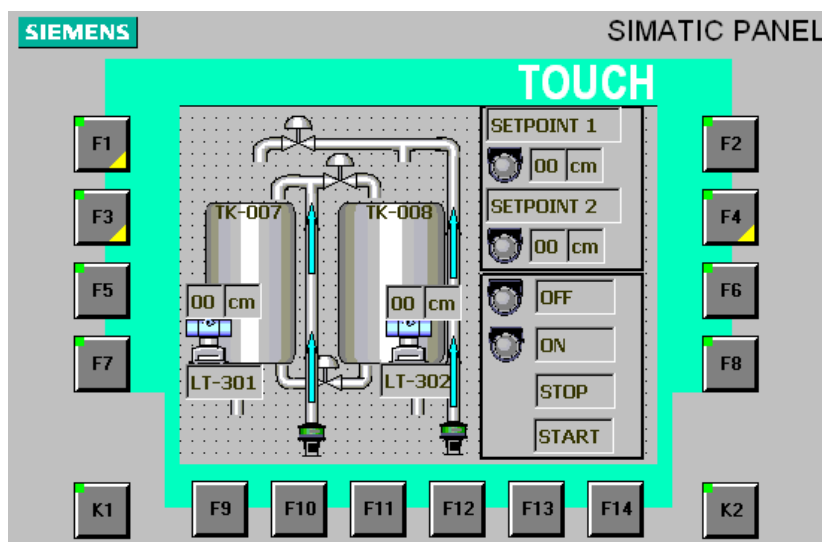 SIEMENS
SIMATIC PANEL
TOUCH
F1
SETPOINT 1
F2
00 cm
F3
TK-007
TK-008
SETPOINT 2
F4
00 cm
F5
00 cm
00 cm
OFF
F6
ON
F7
LT-301
LT-302
STOP
F8
START
K1
F9
F10
F11
F12
F13
F14
K2